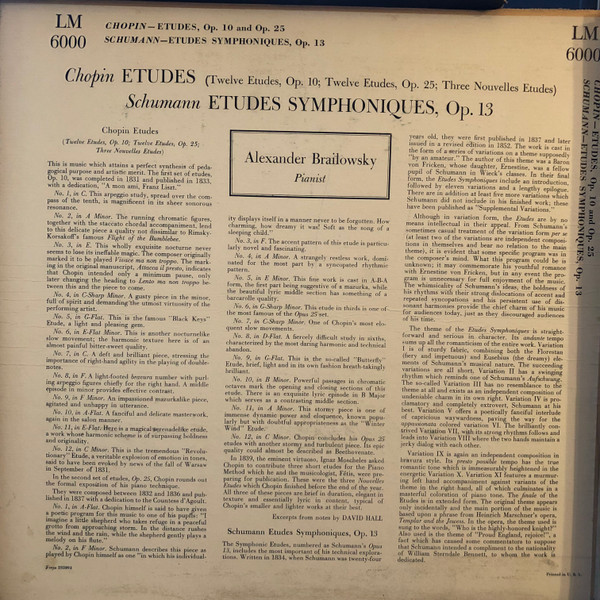 LM
6000
CHOPIN—ETUDES, Op. 10 and Op. 25
SCHUMANN—ETUDES SYMPHONIQUES, Op. 13
Chopin ETUDES (Twelve Etudes, Op. 10; Twelve Etudes, Op. 25; Three Nouvelles Etudes)
Schumann ETUDES SYMPHONIQUES, Op. 13
Chopin Etudes
(Twelve Etudes, Op. 10; Twelve Etudes, Op. 25;
Three Nouvelles Etudes)
This is music which attains a perfect synthesis of peda-
gogical purpose and artistic merit. The first set of etudes,
Op. 10, was completed in 1831 and published in 1833,
with a dedication, "A mon ami, Franz Liszt."
No. 1, in C. This arpeggio study, spread over the com-
pass of the tenth, is magnificent in its sheer sonorous
resonance.
No. 2, in A Minor. The running chromatic figures,
together with the staccato chordal accompaniment, lend
to this delicate piece a quality not dissimilar to Rimsky-
Korsakoff's famous Flight of the Bumblebee.
No. 3, in E. This wholly exquisite nocturne never
seems to lose its ineffable magic. The composer originally
marked it to be played Vivace ma non troppo. The mark-
ing in the original manuscript, Attacca il presto, indicates
that Chopin intended only a minimum pause, only
later changing the heading to Lento ma non troppo be-
tween this and the piece to come.
No. 4, in G-Sharp Minor. A gusty piece in the minor,
full of spirit and demanding the utmost virtuosity of the
performing artist.
No. 5, in G-Flat. This is the famous "Black Keys"
Etude, a light and pleasing gem.
No. 6, in E-Flat Minor. This is another nocturnelike
slow movement; the harmonic texture here is of an
almost painful bitter-sweet quality.
No. 7, in C. A deft and brilliant piece, stressing the
importance of right-hand agility in the playing of double-
notes.
No. 8, in F. A light-footed bravura number with purl-
ing arpeggio figures chiefly for the right hand. A middle
episode in minor provides effective contrast.
No. 9, in F Minor. An impassioned mazurkalike piece,
agitated and unhappy in utterance.
No. 10, in A-Flat. A fanciful and delicate masterwork,
again in the salon manner.
No. 11, in E-Flat. Here is a magical serenadelike etude,
a work whose harmonic scheme is of surpassing boldness
and originality.
No. 12, in C Minor. This is the tremendous "Revolu-
tionary" Etude, a veritable explosion of emotion in tones,
said to have been evoked by news of the fall of Warsaw
in September of 1831.
In the second set of etudes, Op. 25, Chopin rounds out
the formal exposition of his piano technique.
They were composed between 1832 and 1836 and pub-
lished in 1837 with a dedication to the Countess d'Agoult.
No. 1, in A-Flat. Chopin himself is said to have given
a poetic program for this music to one of his pupils: "I
imagine a little shepherd who takes refuge in a peaceful
grotto from approaching storm. In the distance rushes
the wind and the rain, while the shepherd gently plays a
melody on his flute."
No. 2, in F Minor. Schumann describes this piece as
played by Chopin himself as one "in which his individual-
Alexander Brailowsky
Pianist
ity displays itself in a manner never to be forgotten. How
charming, how dreamy it was! Soft as the song of a
sleeping child."
No. 3, in F. The accent pattern of this etude is particu-
larly novel and fascinating.
No. 4, in A Minor. A strangely restless work, domi-
nated for the most part by a syncopated rhythmic
pattern.
No. 5, in E Minor. This fine work is cast in A-B-A
form, the first part being suggestive of a mazurka, while
the beautiful lyric middle section has something of a
barcarolle quality.
No. 6, in G-Sharp Minor. This etude in thirds is one of
the most famous of the Opus 25 set.
No. 7, in C-Sharp Minor. One of Chopin's most elo-
quent slow movements.
No. 8, in D-Flat. A fiercely difficult study in sixths,
characterized by the most daring harmonic and technical
abandon.
No. 9, in G-Flat. This is the so-called "Butterfly"
Etude, brief, light and in its own fashion breath-takingly
brilliant.
No. 10, in B Minor. Powerful passages in chromatic
octaves mark the opening and closing sections of this
etude. There is an exquisite lyric episode in B Major
which serves as a contrasting middle section.
No. 11, in A Minor. This stormy piece is one of
immense dynamic power and eloquence, known popu-
larly but with doubtful appropriateness as the "Winter
Wind" Etude.
No. 12, in C Minor. Chopin concludes his Opus 25
etudes with another stormy and turbulent piece. Its epic
quality could almost be described as Beethovenate.
In 1839, the eminent virtuoso, Ignaz Moscheles asked
Chopin to contribute three short etudes for the Piano
Method which he and the musicologist, Fétis, were pre-
paring for publication. These were the three Nouvelles
Etudes which Chopin finished before the end of the year.
All three of these pieces are brief in duration, elegant in
texture and essentially lyric in content, typical of
Chopin's smaller and lighter works at their best.
Excerpts from notes by DAVID HALL
Schumann Etudes Symphoniques, Op. 13
The Symphonic Etudes, numbered as Schumann's Opus
13, includes the most important of his technical explora-
tions. Written in 1834, when Schumann was twenty-four
years old, they were first published in 1837 and later
issued in a revised edition in 1852. The work is cast in
the form of a series of variations on a theme supposedly
"by an amateur." The author of this theme was a Baron
von Fricken, whose daughter, Ernestine, was a fellow
pupil of Schumann in Wieck's classes. In their final
form, the Etudes Symphoniques include an introduction,
followed by eleven variations and a lengthy epilogue.
There are in addition at least five more variations which
Schumann did not include in his finished work; these
have been published as "Supplemental Variations."
Although in variation form, the Etudes are by no
means intellectual in their appeal. From Schumann's
sometimes casual treatment of the variation form per se
(at least two of the variations are independent composi-
tions in themselves and bear no relation to the main
theme), it is evident that some specific program was in
the composer's mind. What this program could be is
unknown; it may commemorate his youthful romance
with Ernestine von Fricken, but in any event the pro-
gram is unnecessary for full enjoyment of the music.
The whimsicality of Schumann's ideas, the boldness of
his rhythms with their strong dislocations of accent and
repeated syncopations and his persistent use of dis-
sonant harmonies provide the chief charm of his music
for audiences today, just as they discouraged audiences
of his time.
The theme of the Etudes Symphoniques is straight-
forward and serious in character. Its andante tempo
sums up all the romanticism of the entire work. Variation
I is of sturdy fabric, combining both the Florestan
(fiery and impetuous) and Eusebius (the dreamy) ele-
ments of Schumann's musical nature. The succeeding
variations are all short, Variation II has a swinging
rhythm which reminds one of Schumann's Aufschwung.
The so-called Variation III has no resemblance to the
theme at all and exists as an independent composition of
undeniable charm in its own right. Variation IV is pro-
clamatory and completely extrovert, Schumann at his
best. Variation V offers a poetically fanciful interlude
of capricious waywardness, paving the way for the
appassionato colored variation VI. The brilliantly con-
trived Variation VII, with its strong rhythms follows and
leads into Variation VIII where the two hands maintain a
jerky dialog with each other.
Variation IX is again an independent composition in
bravura style. Its presto possible tempo has the true
romantic tone which is immeasurably heightened in the
energetic Variation X. Variation XI features a murmur-
ing left hand accompaniment against variants of the
theme in the right hand, all of which culminates in a
masterful coloration of piano tone. The finale of the
Etudes is in extended form. The original theme appears
only incidentally and the main portion of the music is
based upon a phrase from Heinrich Marschner's opera,
Templar and the Jewess. In the opera, the theme used is
sung to the words, "Who is the highly-honored knight?"
Also used is the theme of "Proud England, rejoice!", a
fact which has caused some commentators to suppose
that Schumann intended a compliment to the nationality
of William Sterndale Bennett, to whom the work is
dedicated.
Printed in U. S. A.
LM
6000
CHOPIN—ETUDES, Op. 10 and Op. 25
SCHUMANN—ETUDES SYMPHONIQUES, Op. 13